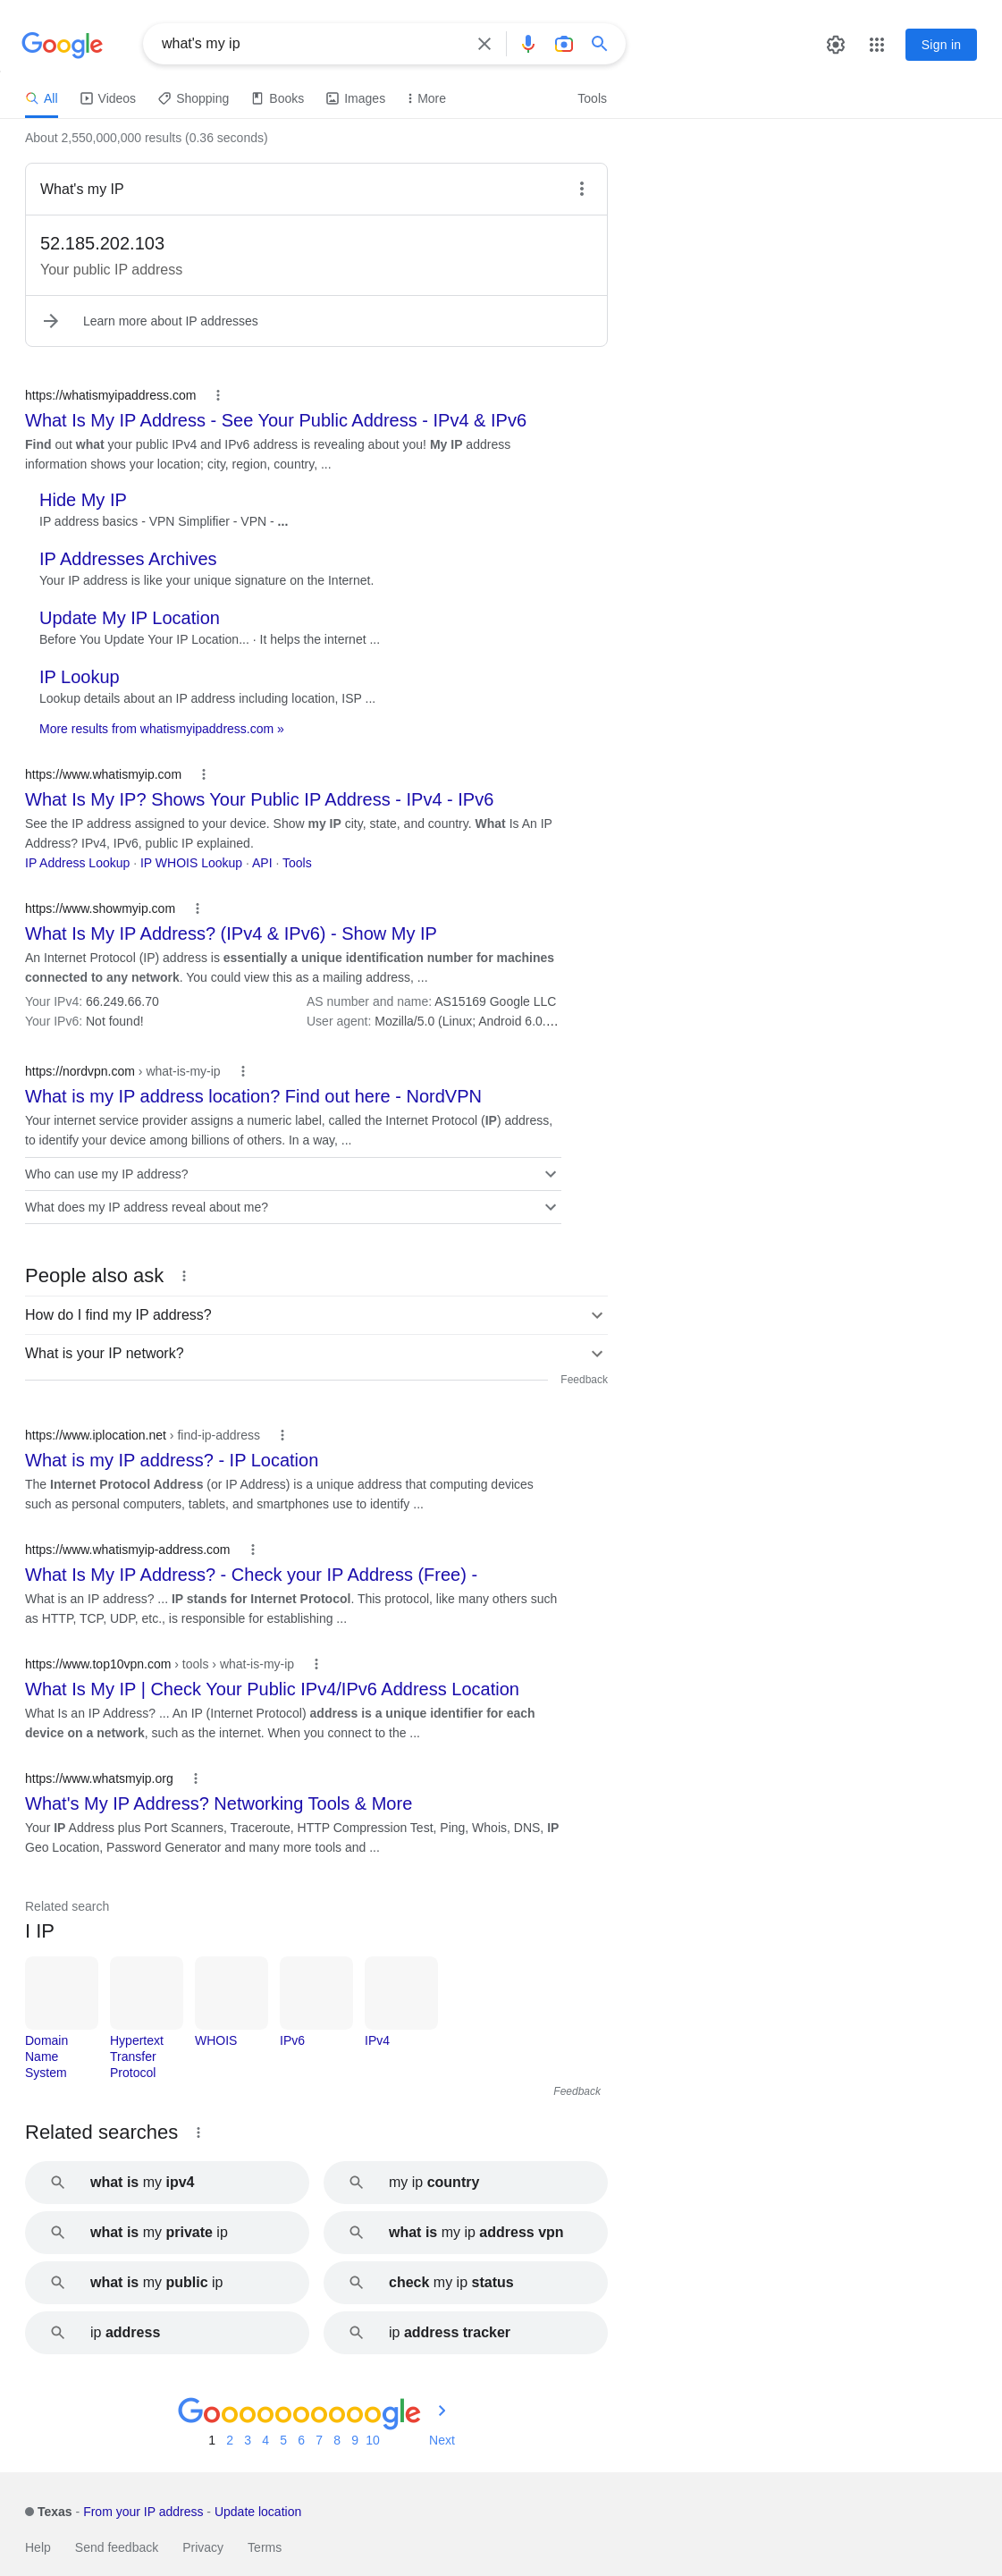 Google
what's my ip
Sign in
All
Videos
Shopping
Books
Images
More
Tools
About 2,550,000,000 results (0.36 seconds)
What's my IP
52.185.202.103
Your public IP address
Learn more about IP addresses
https://whatismyipaddress.com
What Is My IP Address - See Your Public Address - IPv4 & IPv6
Find out what your public IPv4 and IPv6 address is revealing about you! My IP address
information shows your location; city, region, country, ...
Hide My IP
IP address basics - VPN Simplifier - VPN - ...
IP Addresses Archives
Your IP address is like your unique signature on the Internet.
Update My IP Location
Before You Update Your IP Location... · It helps the internet ...
IP Lookup
Lookup details about an IP address including location, ISP ...
More results from whatismyipaddress.com »
https://www.whatismyip.com
What Is My IP? Shows Your Public IP Address - IPv4 - IPv6
See the IP address assigned to your device. Show my IP city, state, and country. What Is An IP
Address? IPv4, IPv6, public IP explained.
IP Address Lookup · IP WHOIS Lookup · API · Tools
https://www.showmyip.com
What Is My IP Address? (IPv4 & IPv6) - Show My IP
An Internet Protocol (IP) address is essentially a unique identification number for machines
connected to any network. You could view this as a mailing address, ...
Your IPv4: 66.249.66.70
AS number and name: AS15169 Google LLC
Your IPv6: Not found!
User agent: Mozilla/5.0 (Linux; Android 6.0....
https://nordvpn.com › what-is-my-ip
What is my IP address location? Find out here - NordVPN
Your internet service provider assigns a numeric label, called the Internet Protocol (IP) address,
to identify your device among billions of others. In a way, ...
Who can use my IP address?
What does my IP address reveal about me?
People also ask
How do I find my IP address?
What is your IP network?
Feedback
https://www.iplocation.net › find-ip-address
What is my IP address? - IP Location
The Internet Protocol Address (or IP Address) is a unique address that computing devices
such as personal computers, tablets, and smartphones use to identify ...
https://www.whatismyip-address.com
What Is My IP Address? - Check your IP Address (Free) -
What is an IP address? ... IP stands for Internet Protocol. This protocol, like many others such
as HTTP, TCP, UDP, etc., is responsible for establishing ...
https://www.top10vpn.com › tools › what-is-my-ip
What Is My IP | Check Your Public IPv4/IPv6 Address Location
What Is an IP Address? ... An IP (Internet Protocol) address is a unique identifier for each
device on a network, such as the internet. When you connect to the ...
https://www.whatsmyip.org
What's My IP Address? Networking Tools & More
Your IP Address plus Port Scanners, Traceroute, HTTP Compression Test, Ping, Whois, DNS, IP
Geo Location, Password Generator and many more tools and ...
Related search
I IP
Domain
Name
System
Hypertext
Transfer
Protocol
WHOIS
IPv6
IPv4
Feedback
Related searches
what is my ipv4
my ip country
what is my private ip
what is my ip address vpn
what is my public ip
check my ip status
ip address
ip address tracker
Goooooooooogle
1 2 3 4 5 6 7 8 9 10 Next
Texas - From your IP address - Update location
Help Send feedback Privacy Terms